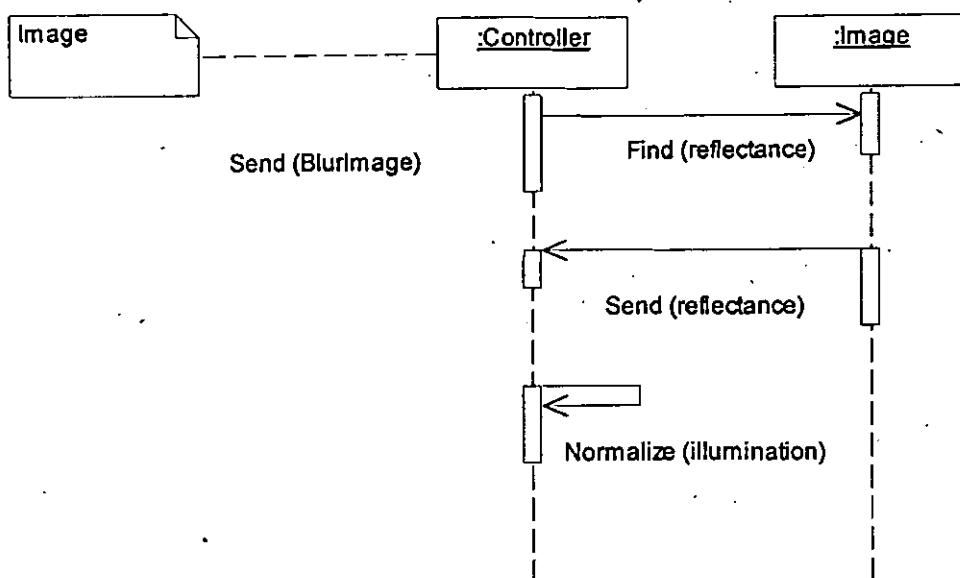 Image
:Controller
:Image
Send (BlurImage)
Find (reflectance)
Send (reflectance)
Normalize (illumination)